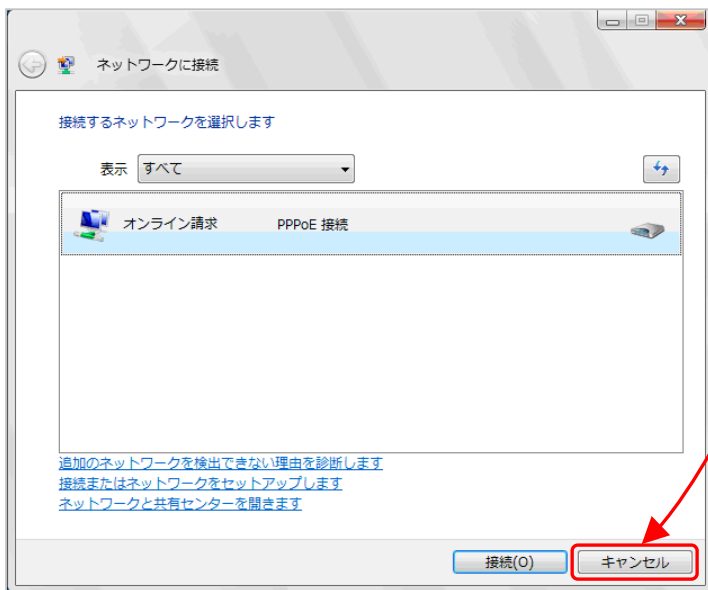 ネットワークに接続
接続するネットワークを選択します
表示 すべて
オンライン請求 PPPoE 接続
追加のネットワークを検出できない理由を診断します
接続またはネットワークをセットアップします
ネットワークと共有センターを開きます
接続(O) キャンセル